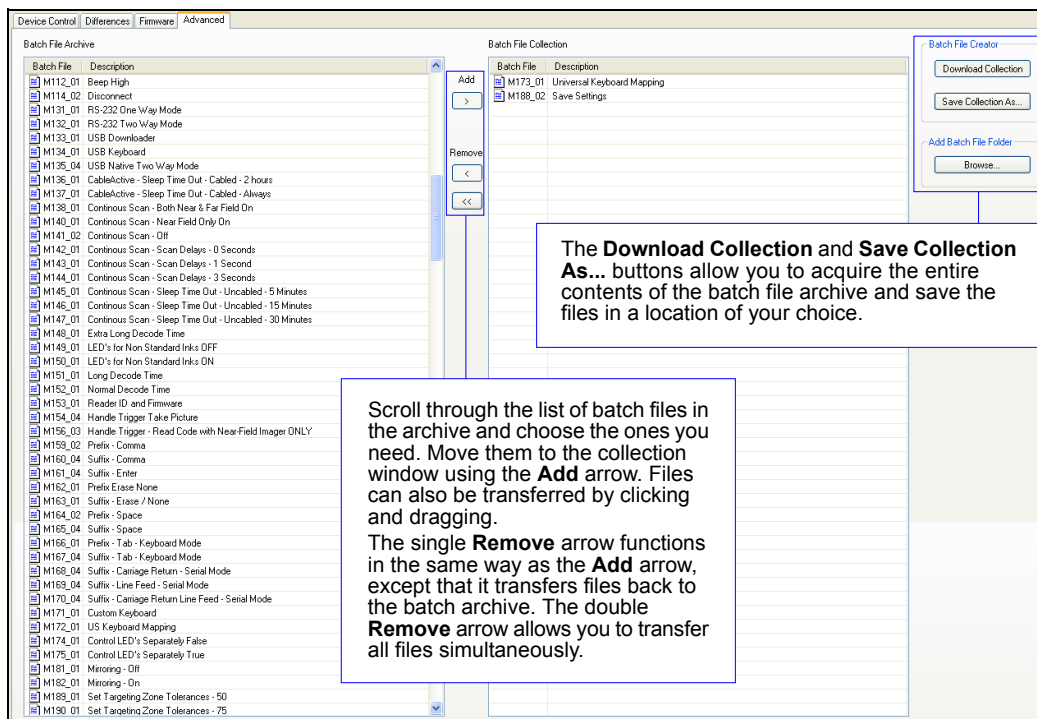 Device Control Differences Firmware Advanced
Batch File Archive
Batch File Description
M112_01 Beep High
M114_02 Disconnect
M131_01 RS-232 One Way Mode
M132_01 RS-232 Two Way Mode
M133_01 USB Downloader
M134_01 USB Keyboard
M135_04 USB Native Two Way Mode
M136_01 CableActive - Sleep Time Out - Cabled - 2 hours
M137_01 CableActive - Sleep Time Out - Cabled - Always
M138_01 Continous Scan - Both Near & Far Field On
M140_01 Continous Scan - Near Field Only On
M141_02 Continous Scan - Off
M142_01 Continous Scan - Scan Delays - 0 Seconds
M143_01 Continous Scan - Scan Delays - 1 Second
M144_01 Continous Scan - Scan Delays - 3 Seconds
M145_01 Continous Scan - Sleep Time Out - Uncabled - 5 Minutes
M146_01 Continous Scan - Sleep Time Out - Uncabled - 15 Minutes
M147_01 Continous Scan - Sleep Time Out - Uncabled - 30 Minutes
M148_01 Extra Long Decode Time
M149_01 LED's for Non Standard Inks OFF
M150_01 LED's for Non Standard Inks ON
M151_01 Long Decode Time
M152_01 Normal Decode Time
M153_01 Reader ID and Firmware
M154_04 Handle Trigger Take Picture
M156_03 Handle Trigger - Read Code with Near-Field Imager ONLY
M159_02 Prefix - Comma
M160_04 Suffix - Comma
M161_04 Suffix - Enter
M162_01 Prefix Erase None
M163_01 Suffix - Erase / None
M164_02 Prefix - Space
M165_04 Suffix - Space
M166_01 Prefix - Tab - Keyboard Mode
M167_04 Suffix - Tab - Keyboard Mode
M168_04 Suffix - Carriage Return - Serial Mode
M169_04 Suffix - Line Feed - Serial Mode
M170_04 Suffix - Carriage Return Line Feed - Serial Mode
M171_01 Custom Keyboard
M172_01 US Keyboard Mapping
M174_01 Control LED's Separately False
M175_01 Control LED's Separately True
M181_01 Mirroring - Off
M182_01 Mirroring - On
M189_01 Set Targeting Zone Tolerances - 50
M190_01 Set Targeting Zone Tolerances - 75
Add
>
Remove
<
<<
Batch File Collection
Batch File Description
M173_01 Universal Keyboard Mapping
M188_02 Save Settings
Batch File Creator
Download Collection
Save Collection As...
Add Batch File Folder
Browse...
The Download Collection and Save Collection
As... buttons allow you to acquire the entire
contents of the batch file archive and save the
files in a location of your choice.
Scroll through the list of batch files in
the archive and choose the ones you
need. Move them to the collection
window using the Add arrow. Files
can also be transferred by clicking
and dragging.
The single Remove arrow functions
in the same way as the Add arrow,
except that it transfers files back to
the batch archive. The double
Remove arrow allows you to transfer
all files simultaneously.